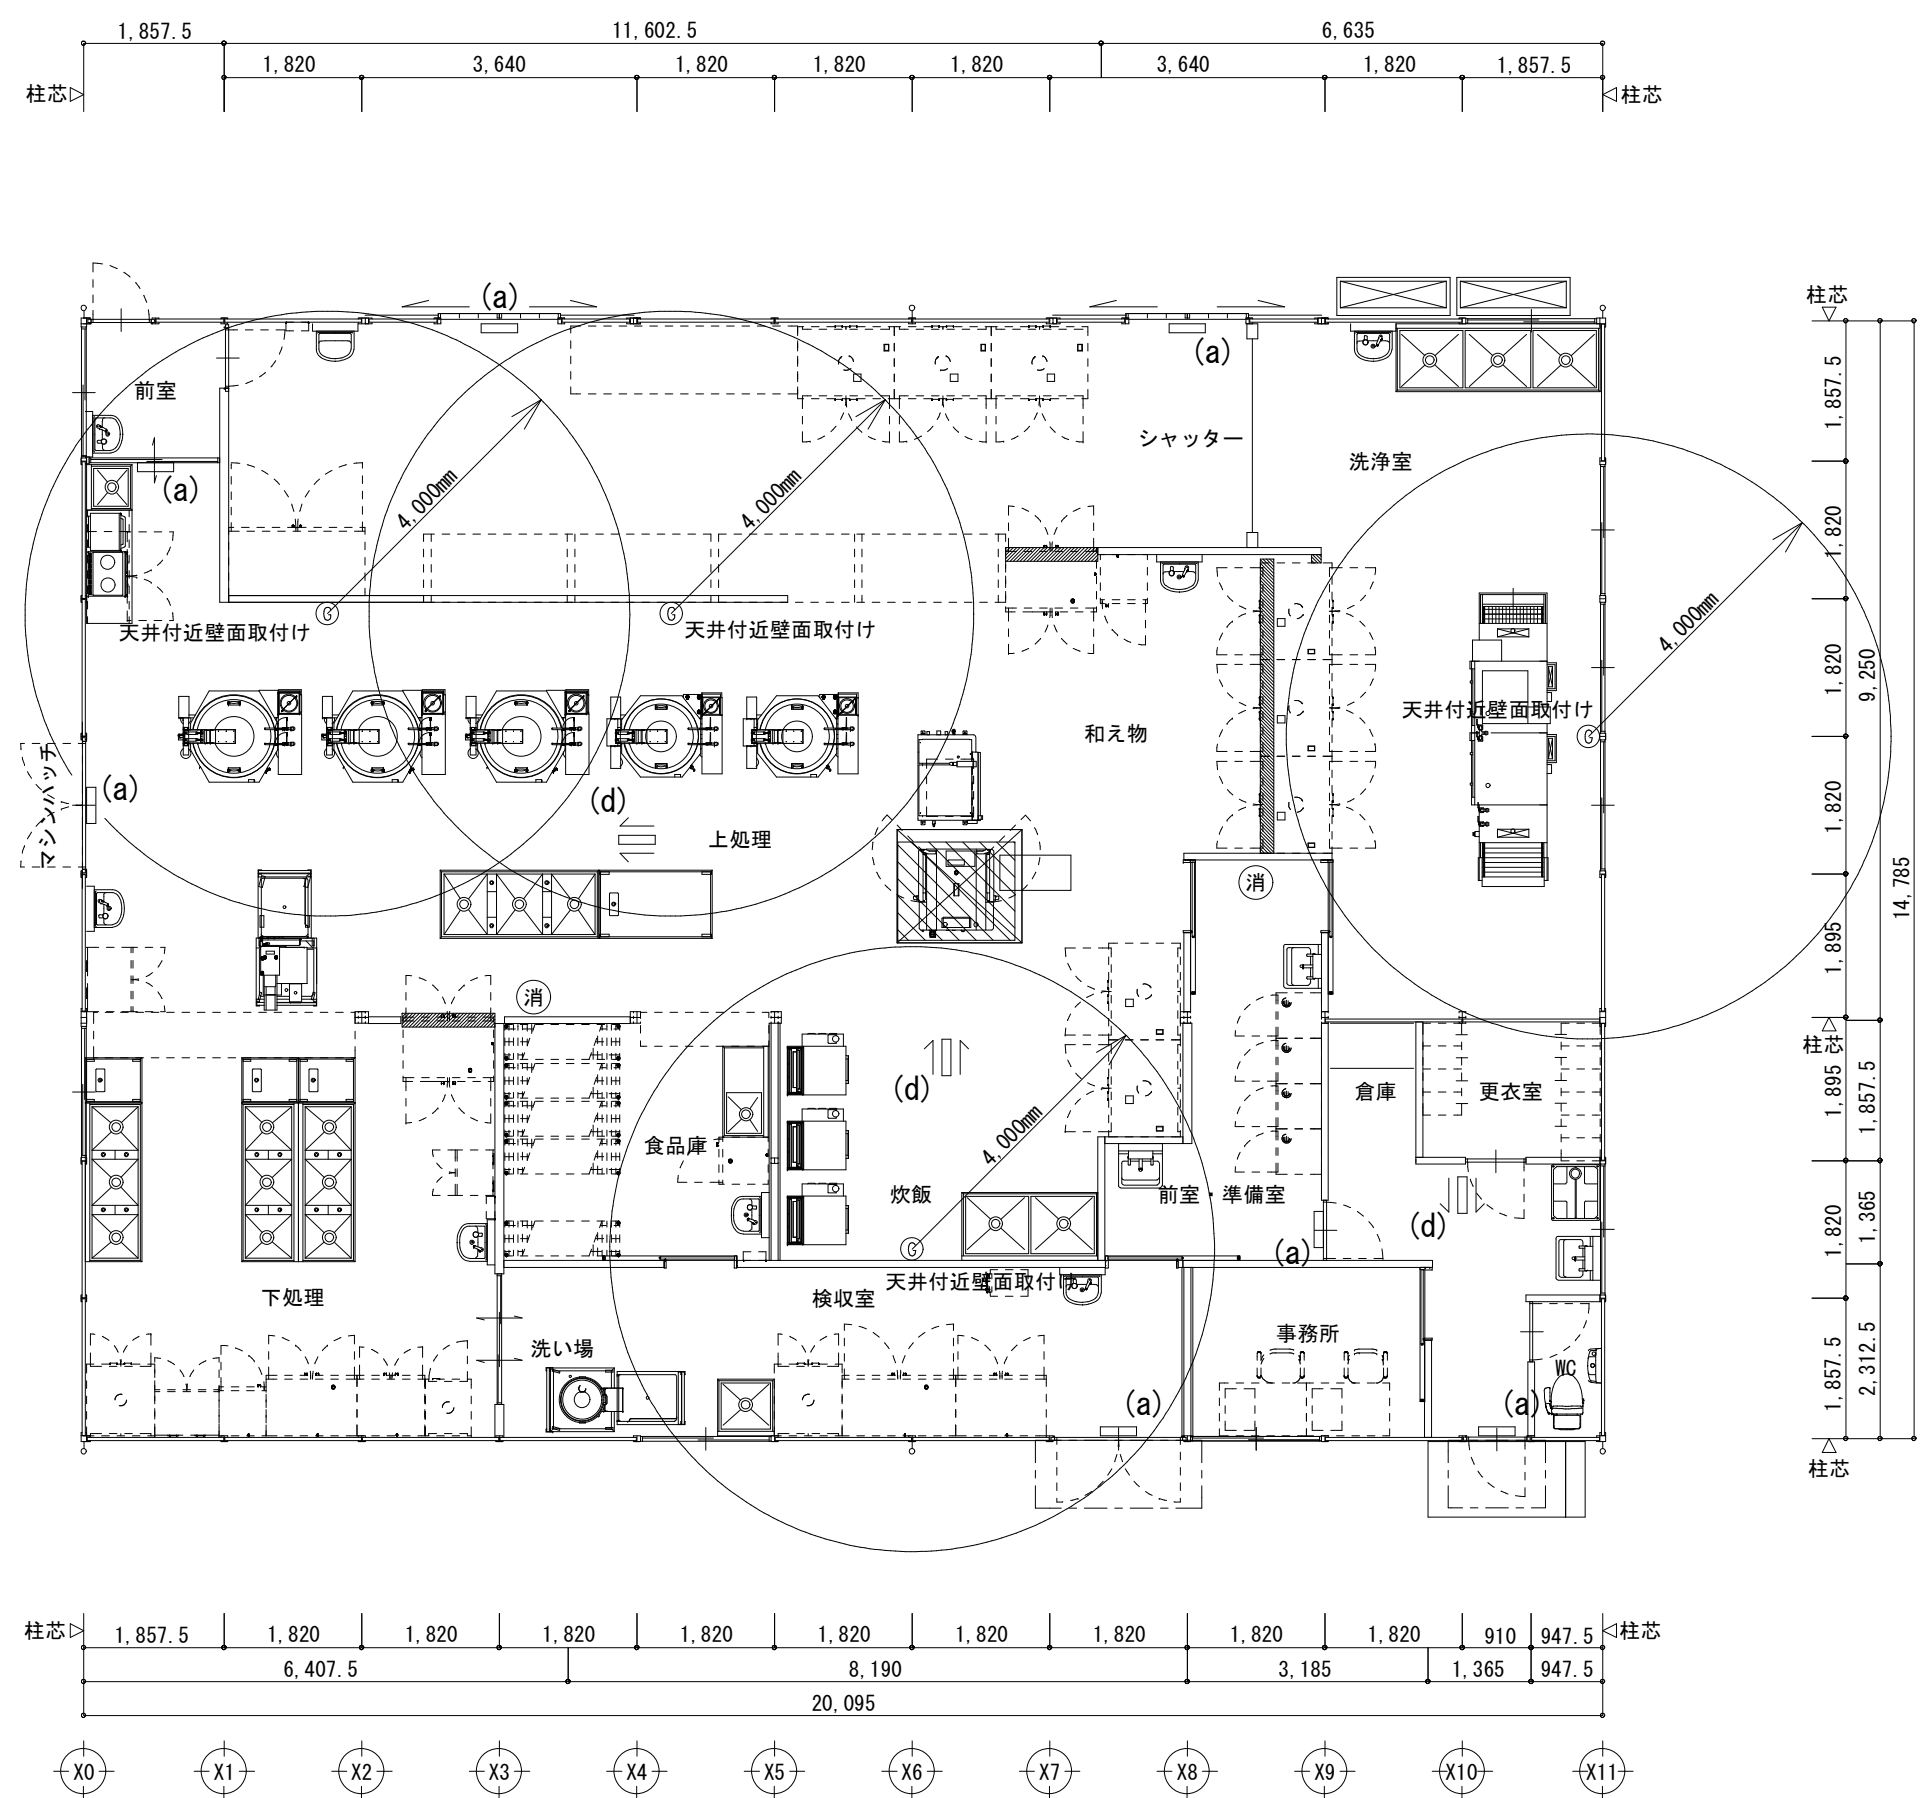 1,857.5 11,602.5 6,635
1,820 3,640 1,820 1,820 1,820 3,640 1,820 1,857.5
柱芯 柱芯
(a)
(a)
前室
(a)
シャッター
洗浄室
4,000mm
4,000mm
4,000mm
天井付近壁面取付け
天井付近壁面取付け
天井付近壁面取付け
和え物
マシンハッチ
(a)
(d)
上処理
消
消
(d)
4,000mm
倉庫
更衣室
食品庫
炊飯
前室・準備室
(d)
(a)
天井付近壁面取付け
下処理
検収室
洗い場
事務所
WC
(a)
(a)
柱芯
1,857.5
1,820
1,820
1,820
1,895
9,250
14,785
柱芯
1,895
1,857.5
1,820
1,365
1,857.5
2,312.5
柱芯
柱芯 柱芯
1,857.5 1,820 1,820 1,820 1,820 1,820 1,820 1,820 1,820 1,820 910 947.5
6,407.5 8,190 3,185 1,365 947.5
20,095
X0 X1 X2 X3 X4 X5 X6 X7 X8 X9 X10 X11